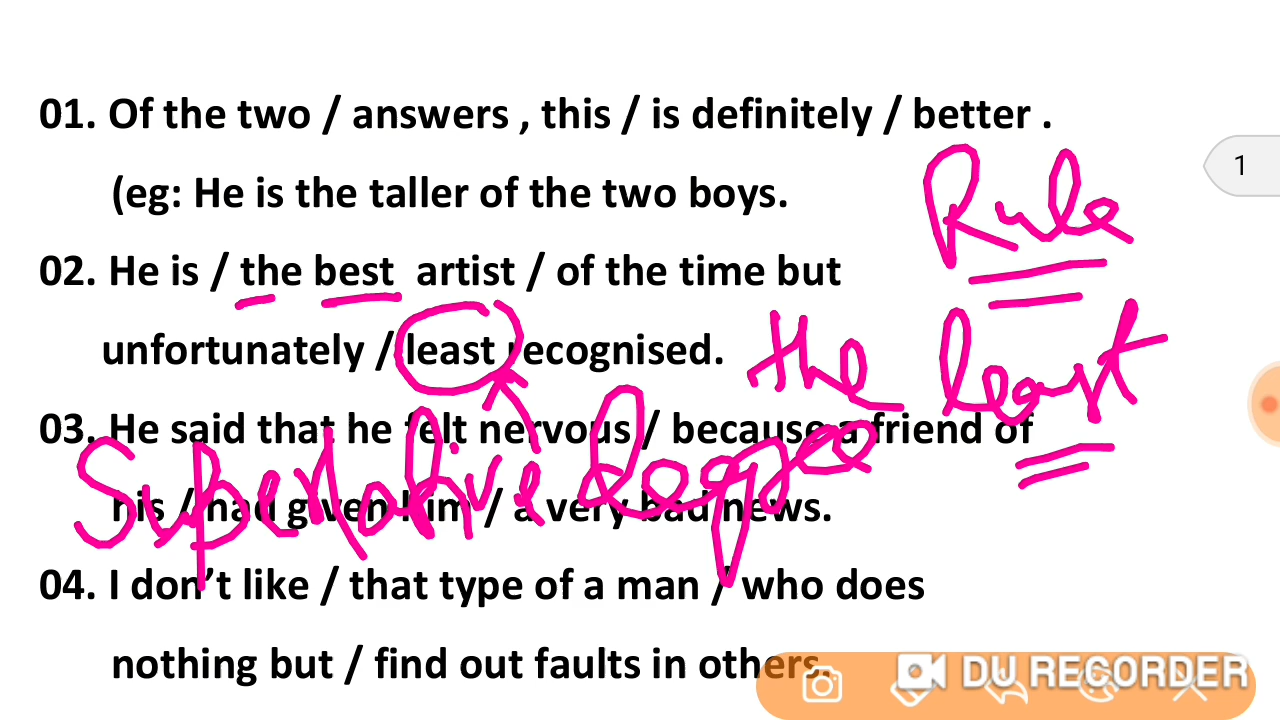 01. Of the two / answers , this / is definitely / better .
1
(eg: He is the taller of the two boys.
Rule
02. He is / the best artist / of the time but
unfortunately / least recognised.
the least
03. He said that he felt nervous / because a friend of
Superlative degree
his / had given him / a very bad news.
04. I don’t like / that type of a man / who does
nothing but / find out faults in others.
DU RECORDER